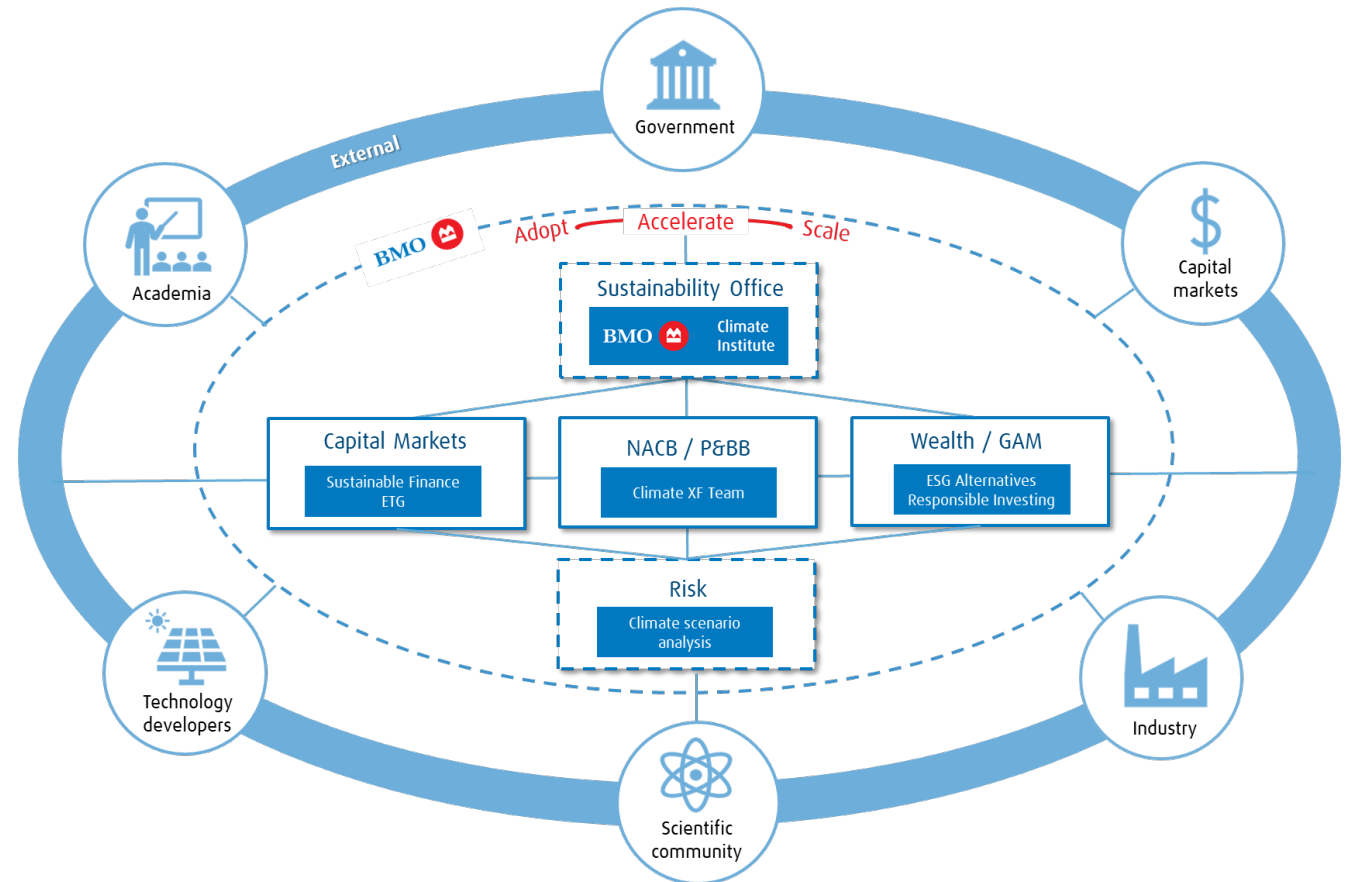 Government
External
Academia
Capital
markets
BMO
Adopt
Accelerate
Scale
Sustainability Office
BMO
Climate
Institute
Capital Markets
Sustainable Finance
ETG
NACB / P&BB
Climate XF Team
Wealth / GAM
ESG Alternatives
Responsible Investing
Risk
Climate scenario
analysis
Technology
developers
Industry
Scientific
community